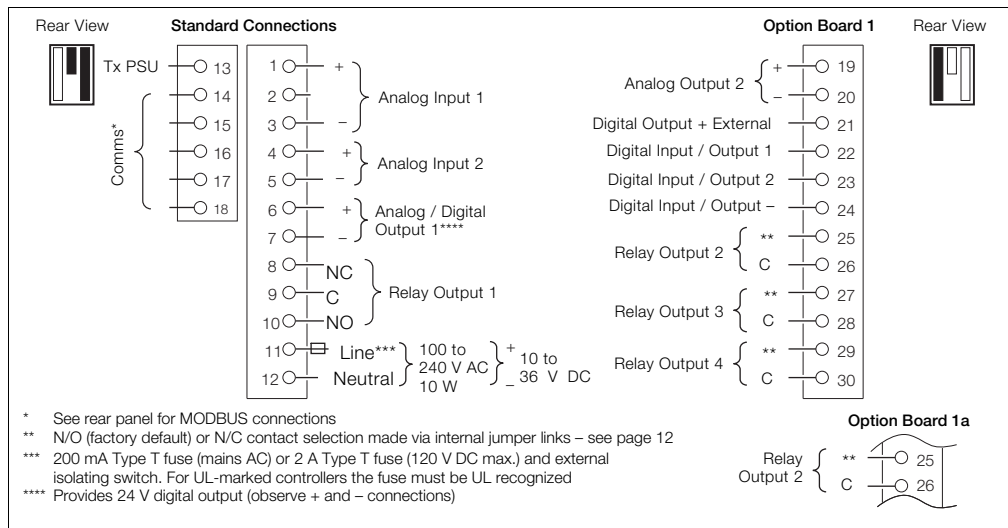 Rear View
Standard Connections
Option Board 1
Rear View
Tx PSU
13
14
15
16
17
18
Comms*
1 + 
2
3 –
Analog Input 1
4 +
5 –
Analog Input 2
6 +
7 –
Analog / Digital
Output 1****
8 NC
9 C
10 NO
Relay Output 1
11 Line***
12 Neutral
100 to
240 V AC
10 W
+
–
10 to
36 V DC
Analog Output 2
+ 19
– 20
Digital Output + External 21
Digital Input / Output 1 22
Digital Input / Output 2 23
Digital Input / Output – 24
Relay Output 2
** 25
C 26
Relay Output 3
** 27
C 28
Relay Output 4
** 29
C 30
* See rear panel for MODBUS connections
** N/O (factory default) or N/C contact selection made via internal jumper links – see page 12
*** 200 mA Type T fuse (mains AC) or 2 A Type T fuse (120 V DC max.) and external
isolating switch. For UL-marked controllers the fuse must be UL recognized
**** Provides 24 V digital output (observe + and – connections)
Option Board 1a
Relay
Output 2
** 25
C 26